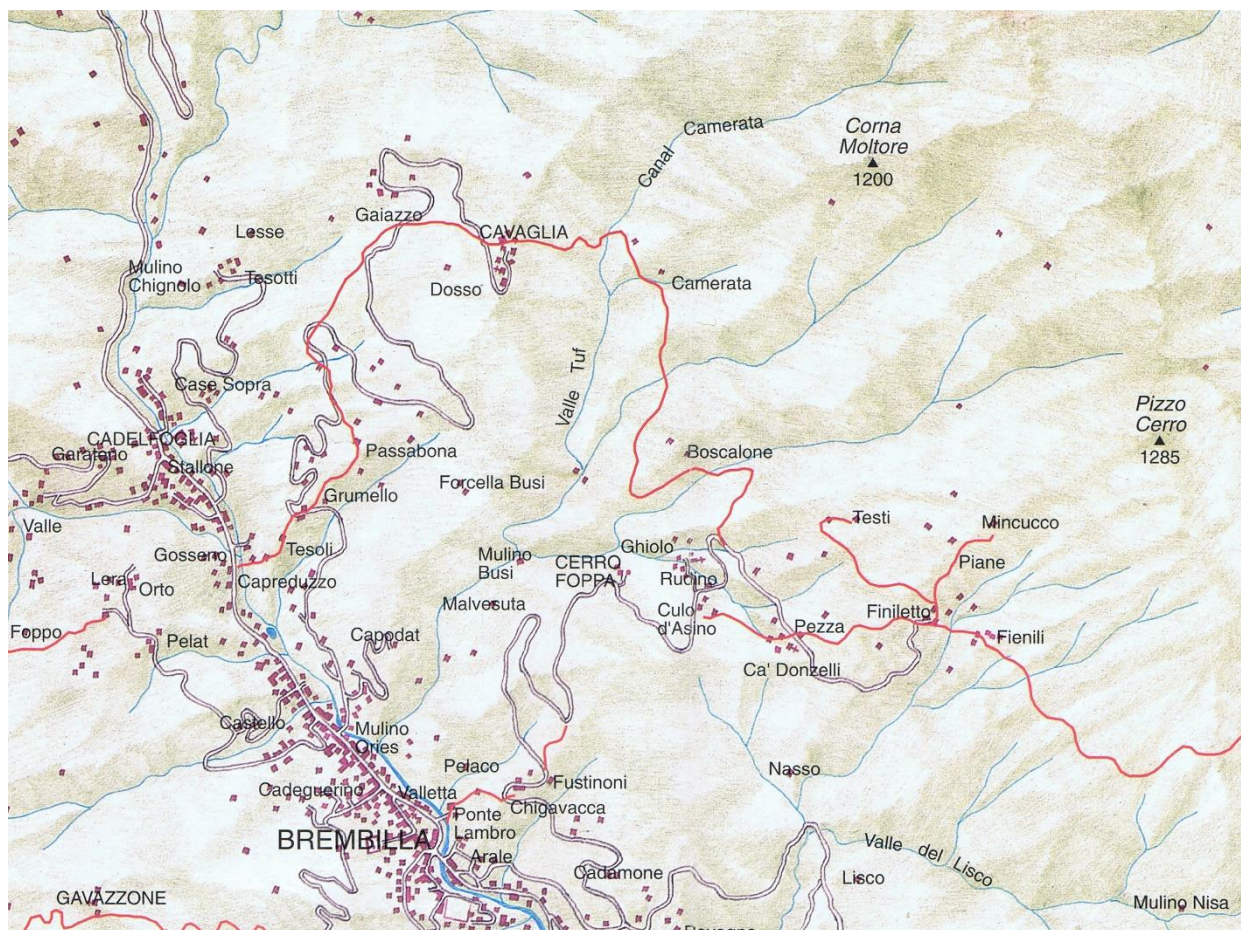 Camerata
Canal
Corna
Moltore
1200
Gaiazzo
CAVAGLIA
Lesse
Mulino
Chignolo
Tesotti
Dosso
Camerata
Valle Tuf
Case Sopra
Pizzo
Cerro
1285
CADELFOGLIA
Garateno
Stallone
Passabona
Boscalone
Forcella Busi
Grumello
Valle
Testi
Mincucco
Gosseno
Tesoli
Mulino
Busi
CERRO
FOPPA
Ghiolo
Piane
Lera
Orto
Capreduzzo
Rudino
Malvesuta
Culo
d'Asino
Finiletto
Foppo
Pelat
Capodat
Pezza
Fienili
Ca' Donzelli
Castello
Mulino
Ories
Pelaco
Fustinoni
Nasso
Cadeguerino
Valletta
Chigavacca
Ponte
Lambro
BREMBILLA
Arale
Cadamone
Valle del Lisco
Lisco
GAVAZZONE
Mulino Nisa